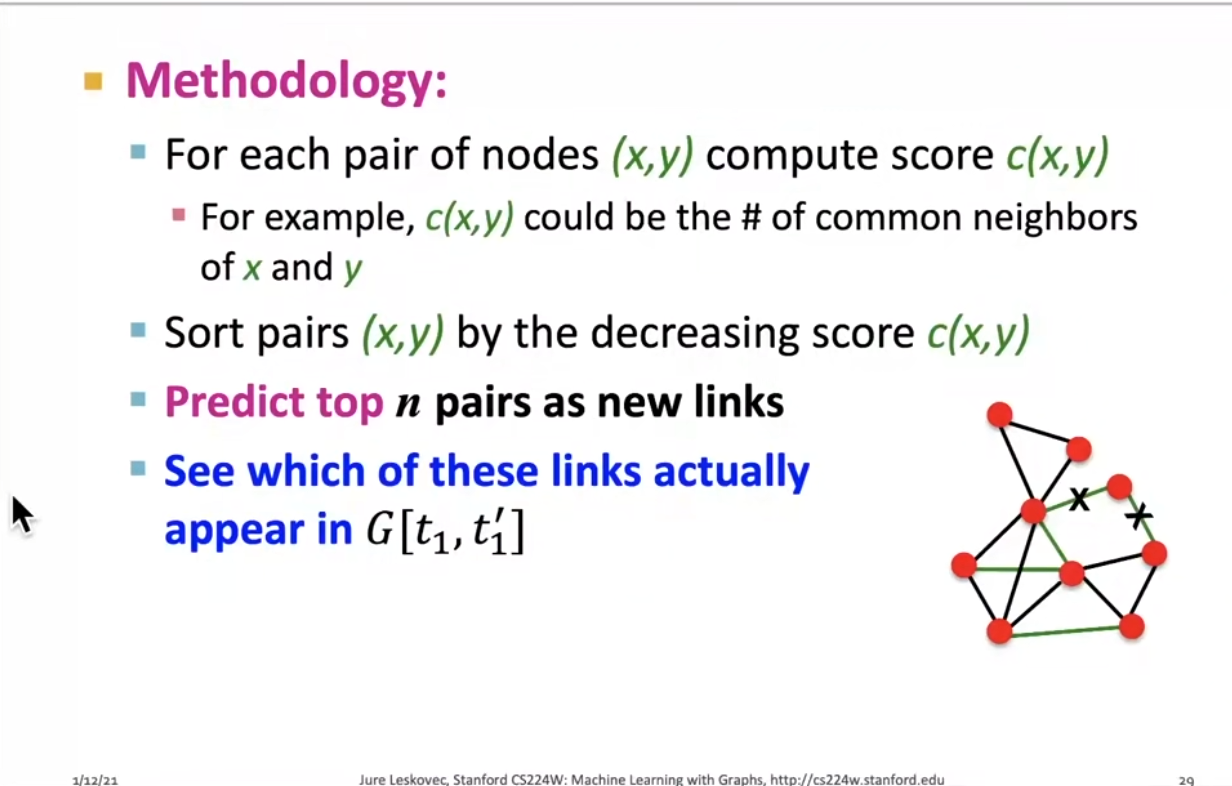 Methodology:
For each pair of nodes (x,y) compute score c(x,y)
For example, c(x,y) could be the # of common neighbors
of x and y
Sort pairs (x,y) by the decreasing score c(x,y)
Predict top n pairs as new links
See which of these links actually
appear in G[t₁, t₁′]
X
X
1/12/21
Jure Leskovec, Stanford CS224W: Machine Learning with Graphs, http://cs224w.stanford.edu
29